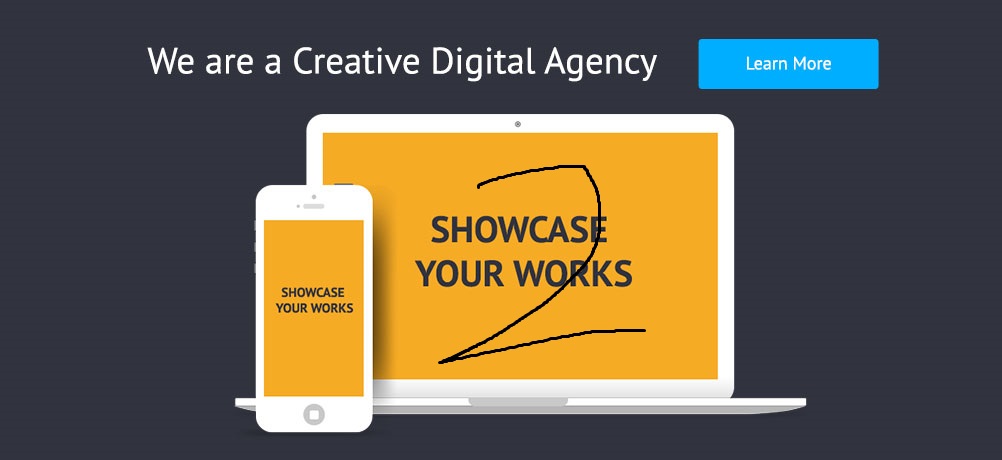 We are a Creative Digital Agency
Learn More
SHOWCASE
YOUR WORKS
2
SHOWCASE
YOUR WORKS